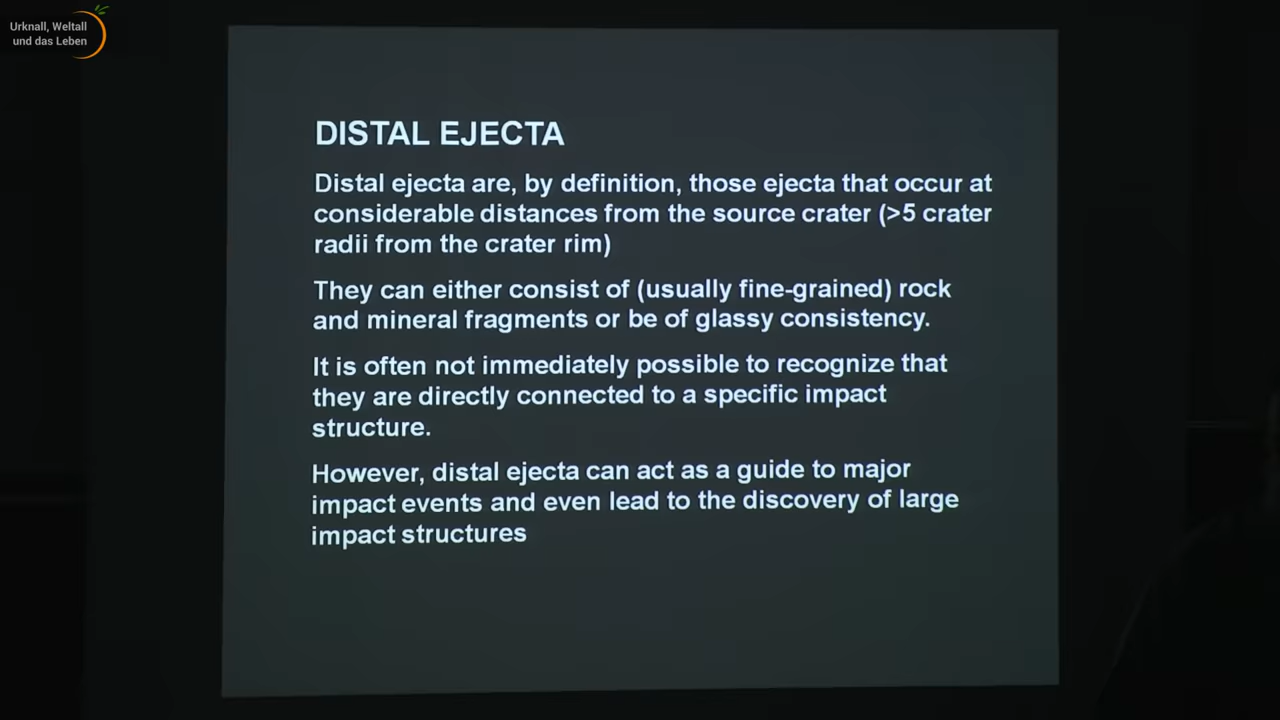 Urknall, Weltall
und das Leben
DISTAL EJECTA
Distal ejecta are, by definition, those ejecta that occur at
considerable distances from the source crater (>5 crater
radii from the crater rim)
They can either consist of (usually fine-grained) rock
and mineral fragments or be of glassy consistency.
It is often not immediately possible to recognize that
they are directly connected to a specific impact
structure.
However, distal ejecta can act as a guide to major
impact events and even lead to the discovery of large
impact structures